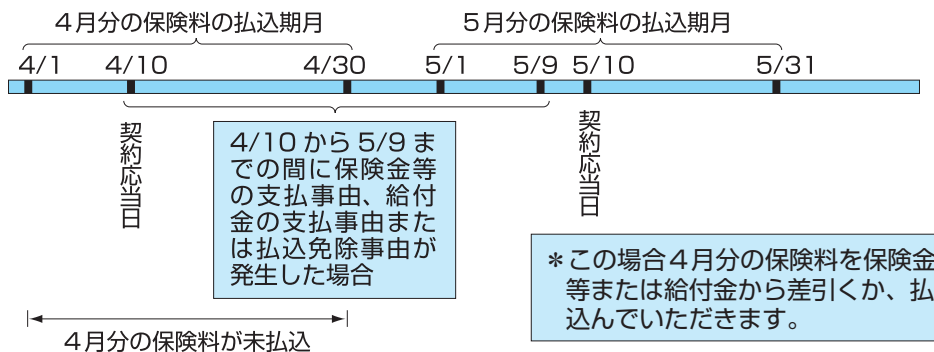 4月分の保険料の払込期月
5月分の保険料の払込期月
4/1 4/10 4/30 5/1 5/9 5/10 5/31
契約応当日
4/10から5/9ま
での間に保険金等
の支払事由、給付
金の支払事由また
は払込免除事由が
発生した場合
契約応当日
＊この場合4月分の保険料を保険金
等または給付金から差引くか、払
込んでいただきます。
4月分の保険料が未払込